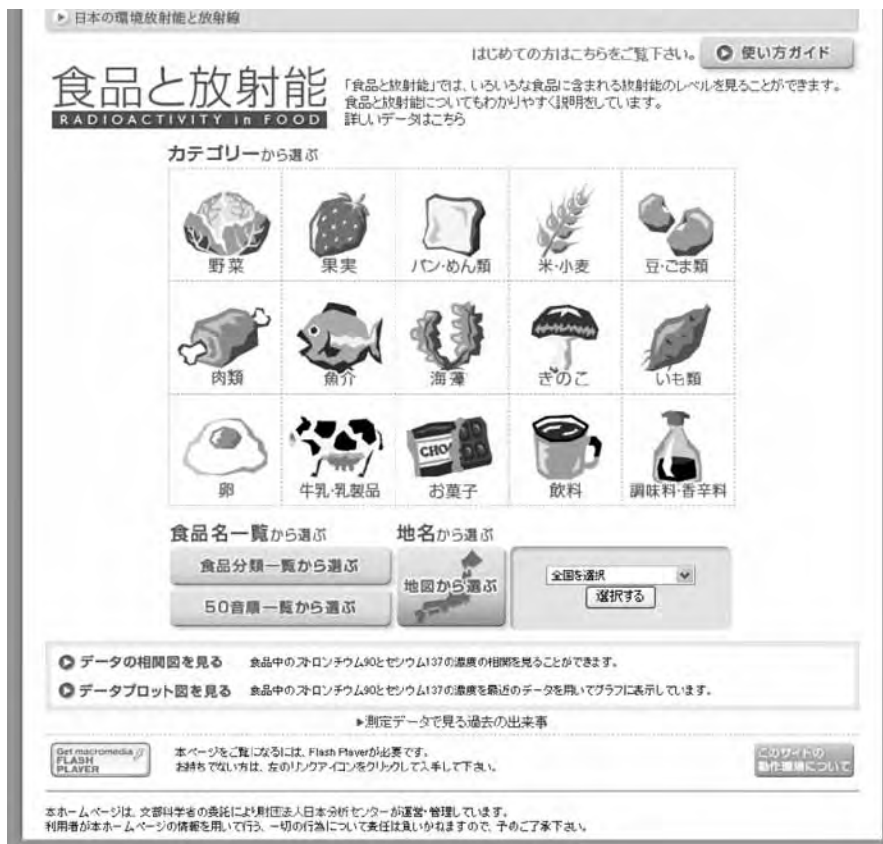 日本の環境放射能と放射線
はじめての方はこちらをご覧下さい。 使い方ガイド
食品と放射能
RADIOACTIVITY in FOOD
「食品と放射能」では、いろいろな食品に含まれる放射能のレベルを見ることができます。
食品と放射能についてもわかりやすく説明をしています。
詳しいデータはこちら
カテゴリーから選ぶ
野菜 果実 パン・めん類 米・小麦 豆・ごま類
肉類 魚介 海藻 きのこ いも類
CHO
卵 牛乳・乳製品 お菓子 飲料 調味料・香辛料
食品名一覧から選ぶ 地名から選ぶ
食品分類一覧から選ぶ
50音順一覧から選ぶ
地図から選ぶ
全国を選択
選択する
データの相関図を見る 食品中のストロンチウム90とセシウム137の濃度の相関を見ることができます。
データプロット図を見る 食品中のストロンチウム90とセシウム137の濃度を最近のデータを用いてグラフに表示しています。
▶測定データで見る過去の出来事
Get macromedia
FLASH
PLAYER
本ページをご覧になるには、Flash Playerが必要です。
お持ちでない方は、左のリンクアイコンをクリックして入手して下さい。
このサイトの
動作環境について
本ホームページは、文部科学省の委託により財団法人日本分析センターが運営・管理しています。
利用者が本ホームページの情報を用いて行う、一切の行為について責任は負いかねますので、予めご了承下さい。